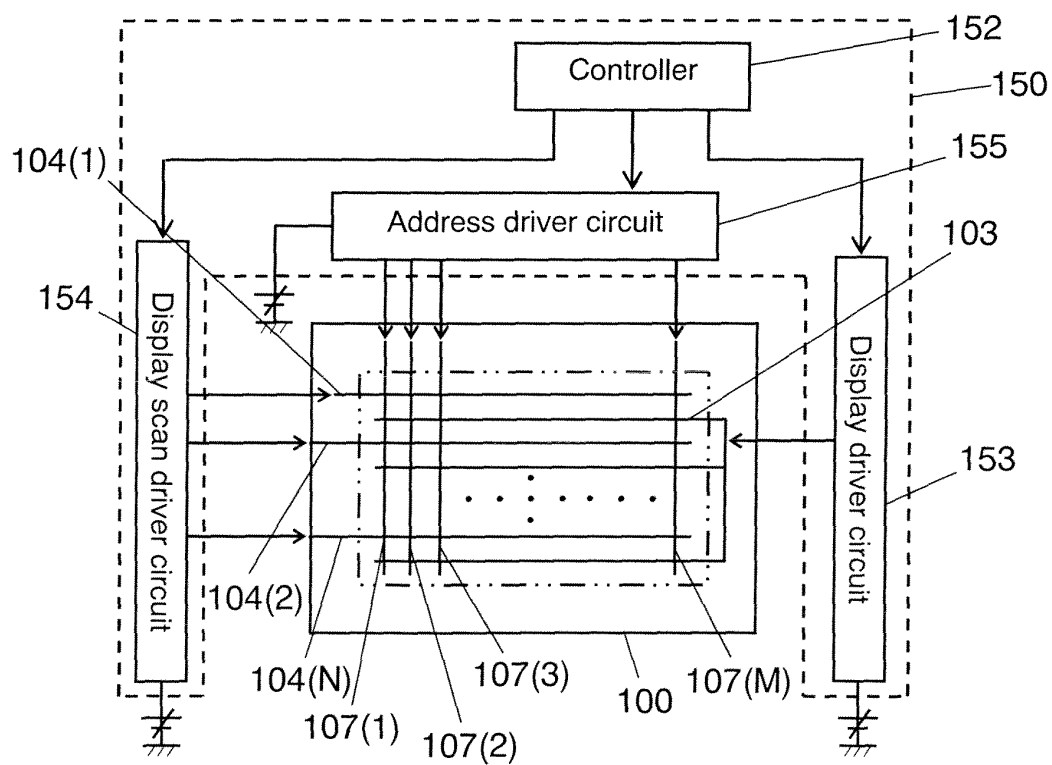 152
Controller
150
104(1)
155
Address driver circuit
103
154
Display scan driver circuit
Display driver circuit
153
104(2)
104(N)
107(3)
107(M)
100
107(1)
107(2)